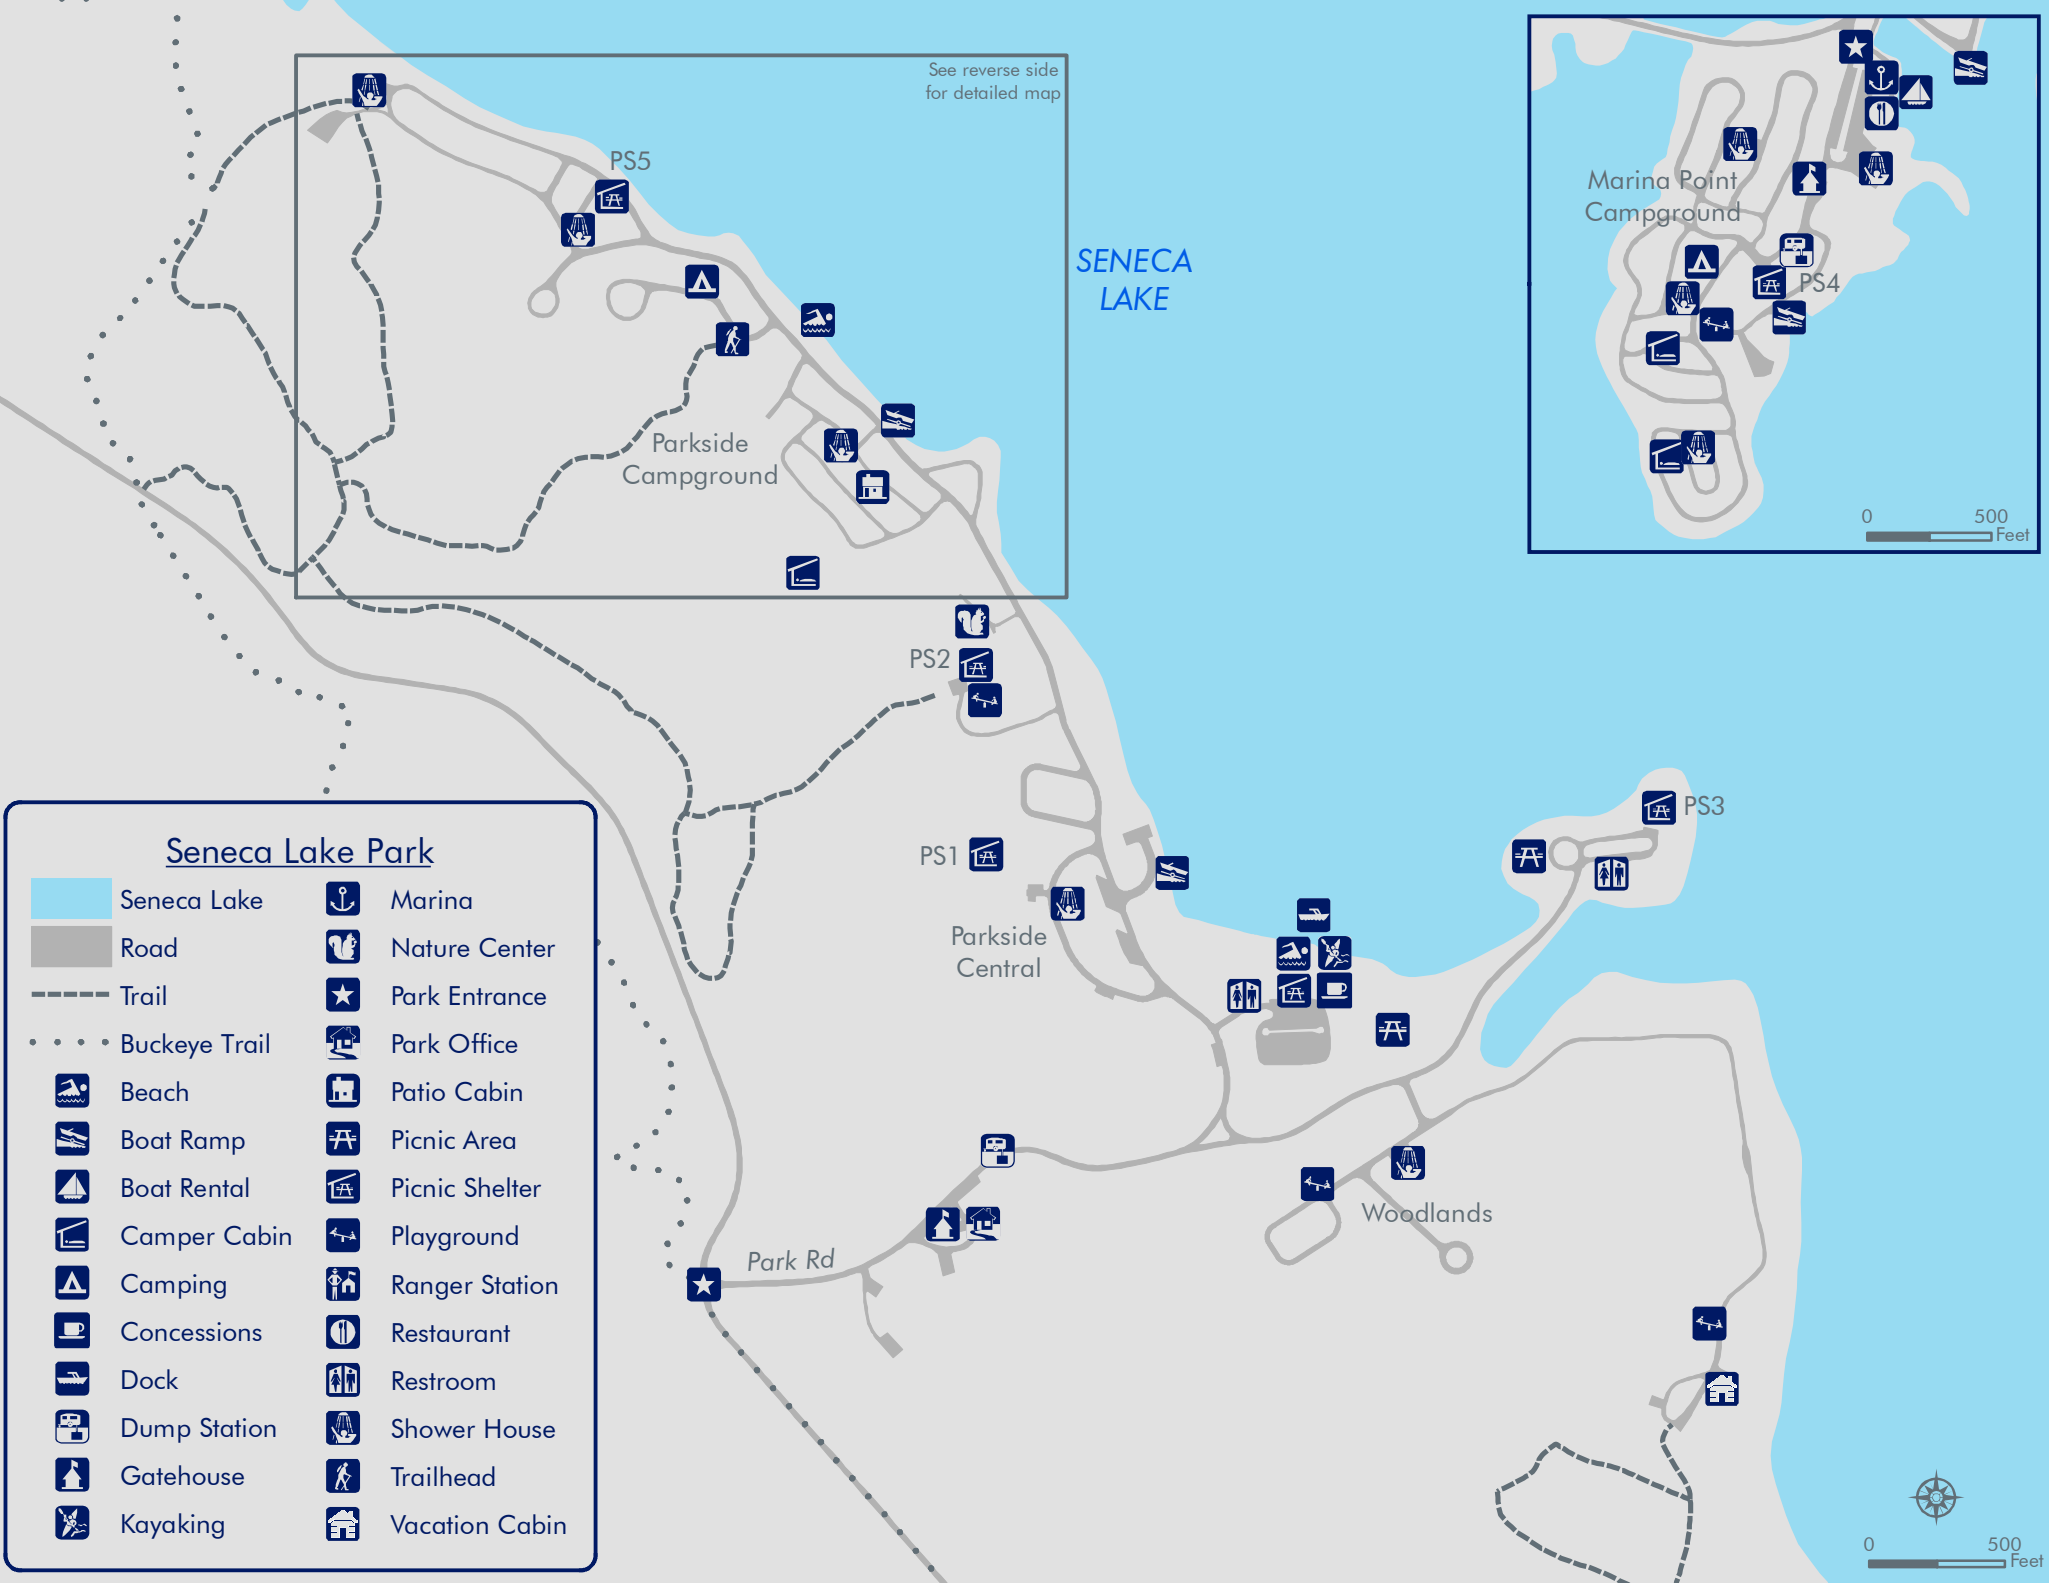 See reverse side
for detailed map
PS5
SENECA
LAKE
Parkside
Campground
Marina Point
Campground
PS4
0 500
Feet
PS2
PS1
PS3
Parkside
Central
Woodlands
Park Rd
Seneca Lake Park
Seneca Lake
Road
Trail
Buckeye Trail
Beach
Boat Ramp
Boat Rental
Camper Cabin
Camping
Concessions
Dock
Dump Station
Gatehouse
Kayaking
Marina
Nature Center
Park Entrance
Park Office
Patio Cabin
Picnic Area
Picnic Shelter
Playground
Ranger Station
Restaurant
Restroom
Shower House
Trailhead
Vacation Cabin
0 500
Feet